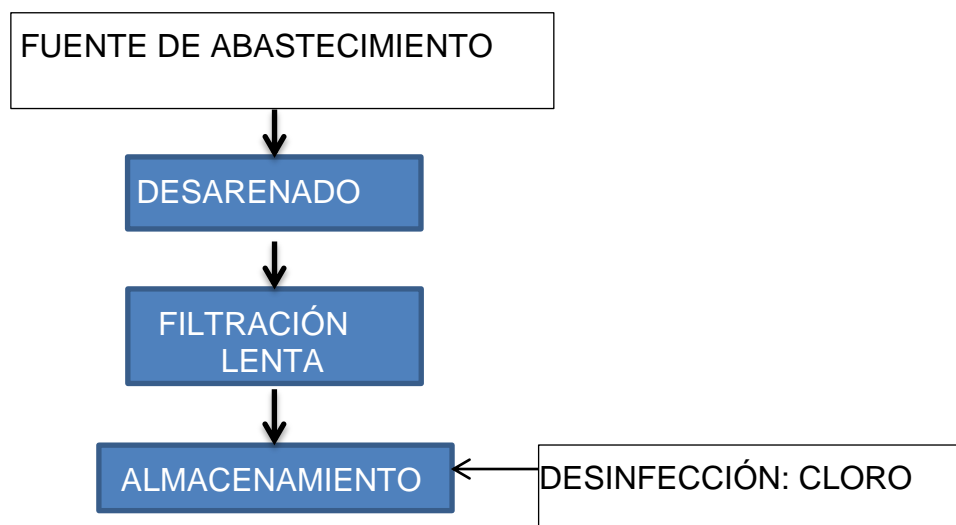 FUENTE DE ABASTECIMIENTO
DESARENADO
FILTRACIÓN
LENTA
ALMACENAMIENTO
DESINFECCIÓN: CLORO